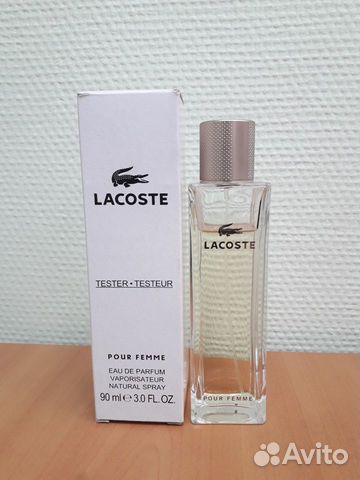 LACOSTE
TESTER • TESTEUR
POUR FEMME
EAU DE PARFUM
VAPORISATEUR
NATURAL SPRAY
90 ml ℮ 3.0 FL.OZ.
LACOSTE
POUR FEMME
Avito